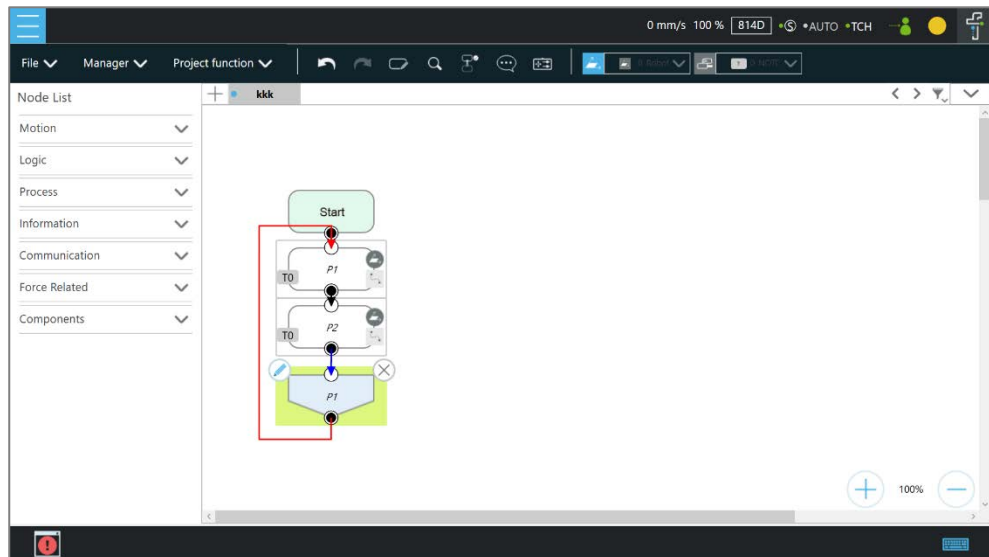 0 mm/s 100 % 814D Ⓢ AUTO TCH
File Manager Project function
Node List
kkk
Motion
Logic
Process
Information
Communication
Force Related
Components
Start
P1
T0
P2
T0
P1
100%